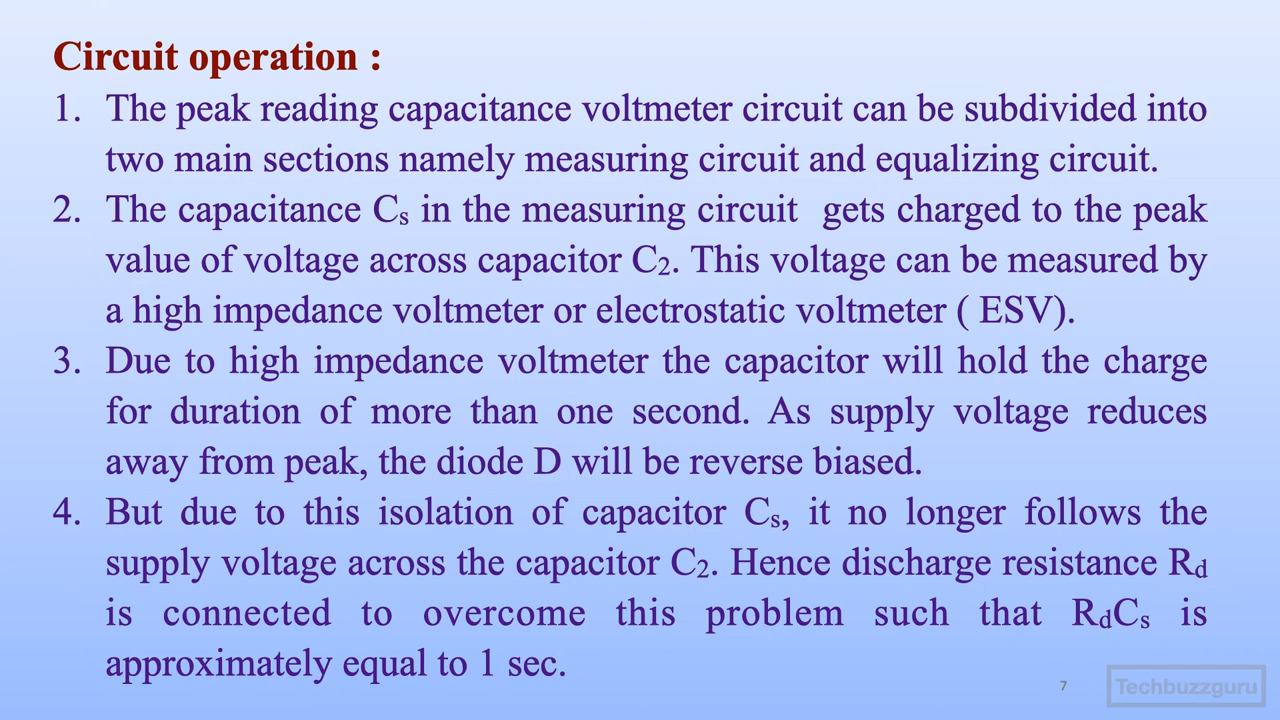 Circuit operation :
1. The peak reading capacitance voltmeter circuit can be subdivided into
two main sections namely measuring circuit and equalizing circuit.
2. The capacitance Cs in the measuring circuit gets charged to the peak
value of voltage across capacitor C2. This voltage can be measured by
a high impedance voltmeter or electrostatic voltmeter ( ESV).
3. Due to high impedance voltmeter the capacitor will hold the charge
for duration of more than one second. As supply voltage reduces
away from peak, the diode D will be reverse biased.
4. But due to this isolation of capacitor Cs, it no longer follows the
supply voltage across the capacitor C2. Hence discharge resistance Rd
is connected to overcome this problem such that RdCs is
approximately equal to 1 sec.
7
Techbuzzguru